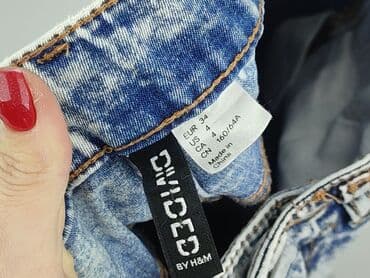 EUR 34
US 4
CA 4
CN 160/64A
Made in
China
DIVIDED
BY H&M